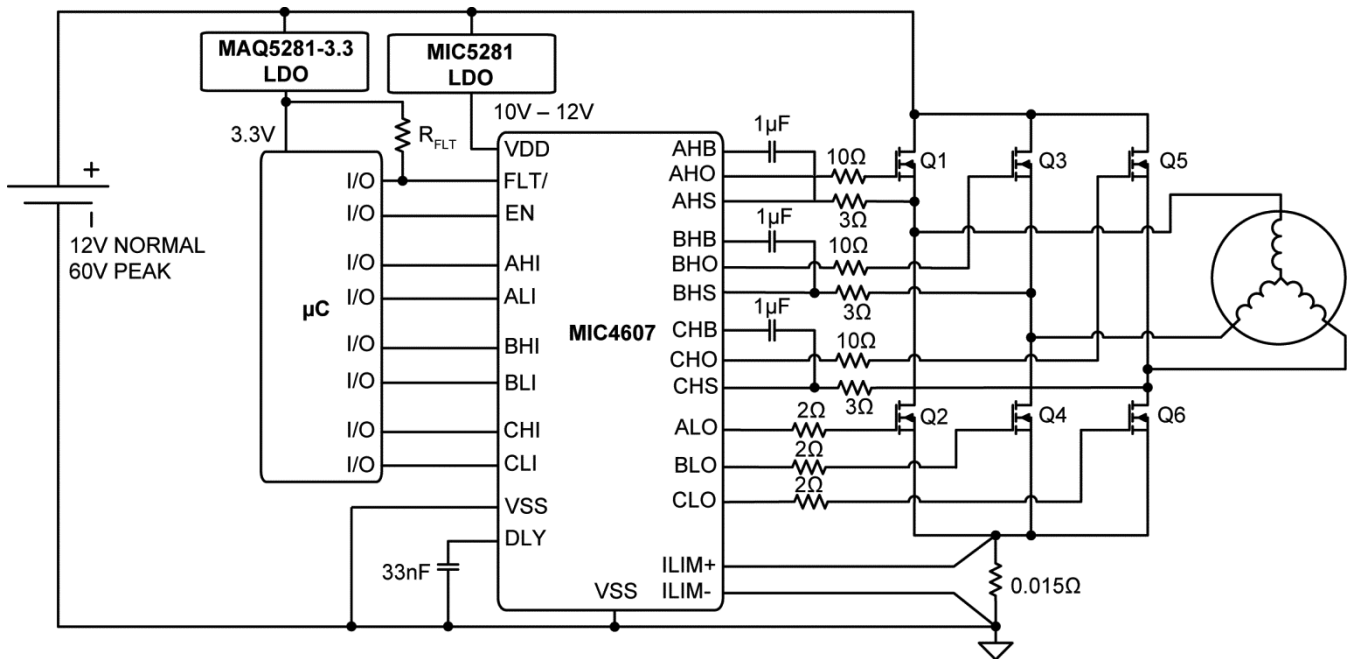 MAQ5281-3.3
LDO
MIC5281
LDO
10V – 12V
3.3V
R_FLT
+
–
12V NORMAL
60V PEAK
µC
I/O
I/O
I/O
I/O
I/O
I/O
I/O
I/O
MIC4607
VDD
FLT/
EN
AHI
ALI
BHI
BLI
CHI
CLI
VSS
DLY
VSS
33nF
AHB
AHO
AHS
BHB
BHO
BHS
CHB
CHO
CHS
ALO
BLO
CLO
ILIM+
ILIM-
1µF
10Ω
3Ω
1µF
10Ω
3Ω
1µF
10Ω
3Ω
2Ω
2Ω
2Ω
Q1
Q3
Q5
Q2
Q4
Q6
0.015Ω